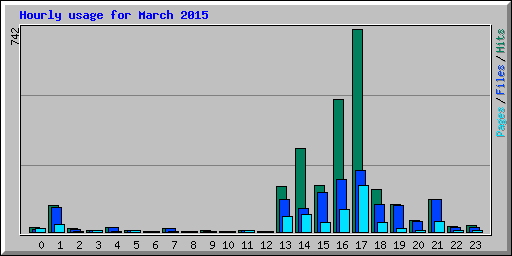 Hourly usage for March 2015
742
Pages/Files/Hits
0 1 2 3 4 5 6 7 8 9 10 11 12 13 14 15 16 17 18 19 20 21 22 23